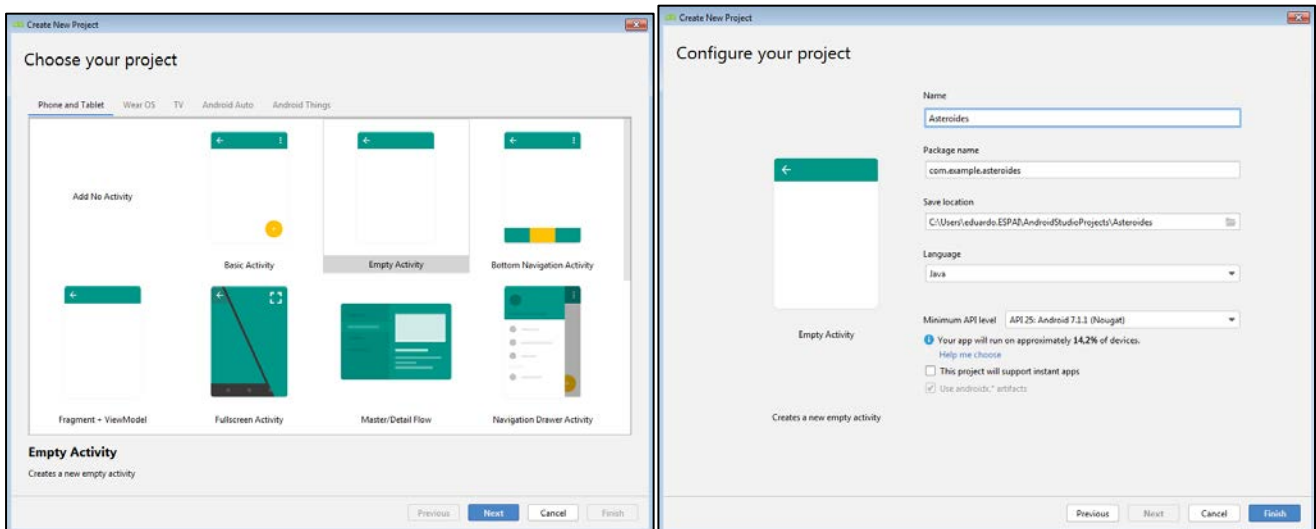 Create New Project
Choose your project
Phone and Tablet Wear OS TV Android Auto Android Things
Add No Activity
Basic Activity
Empty Activity
Bottom Navigation Activity
Fragment + ViewModel
Fullscreen Activity
Master/Detail Flow
Navigation Drawer Activity
Empty Activity
Creates a new empty activity
Previous Next Cancel Finish
Create New Project
Configure your project
Name
Asteroides
Package name
com.example.asteroides
Save location
C:\Users\eduardo.ESPAI\AndroidStudioProjects\Asteroides
Language
Java
Minimum API level API 25: Android 7.1.1 (Nougat)
Your app will run on approximately 14,2% of devices.
Help me choose
This project will support instant apps
Use androidx.* artifacts
Empty Activity
Creates a new empty activity
Previous Next Cancel Finish